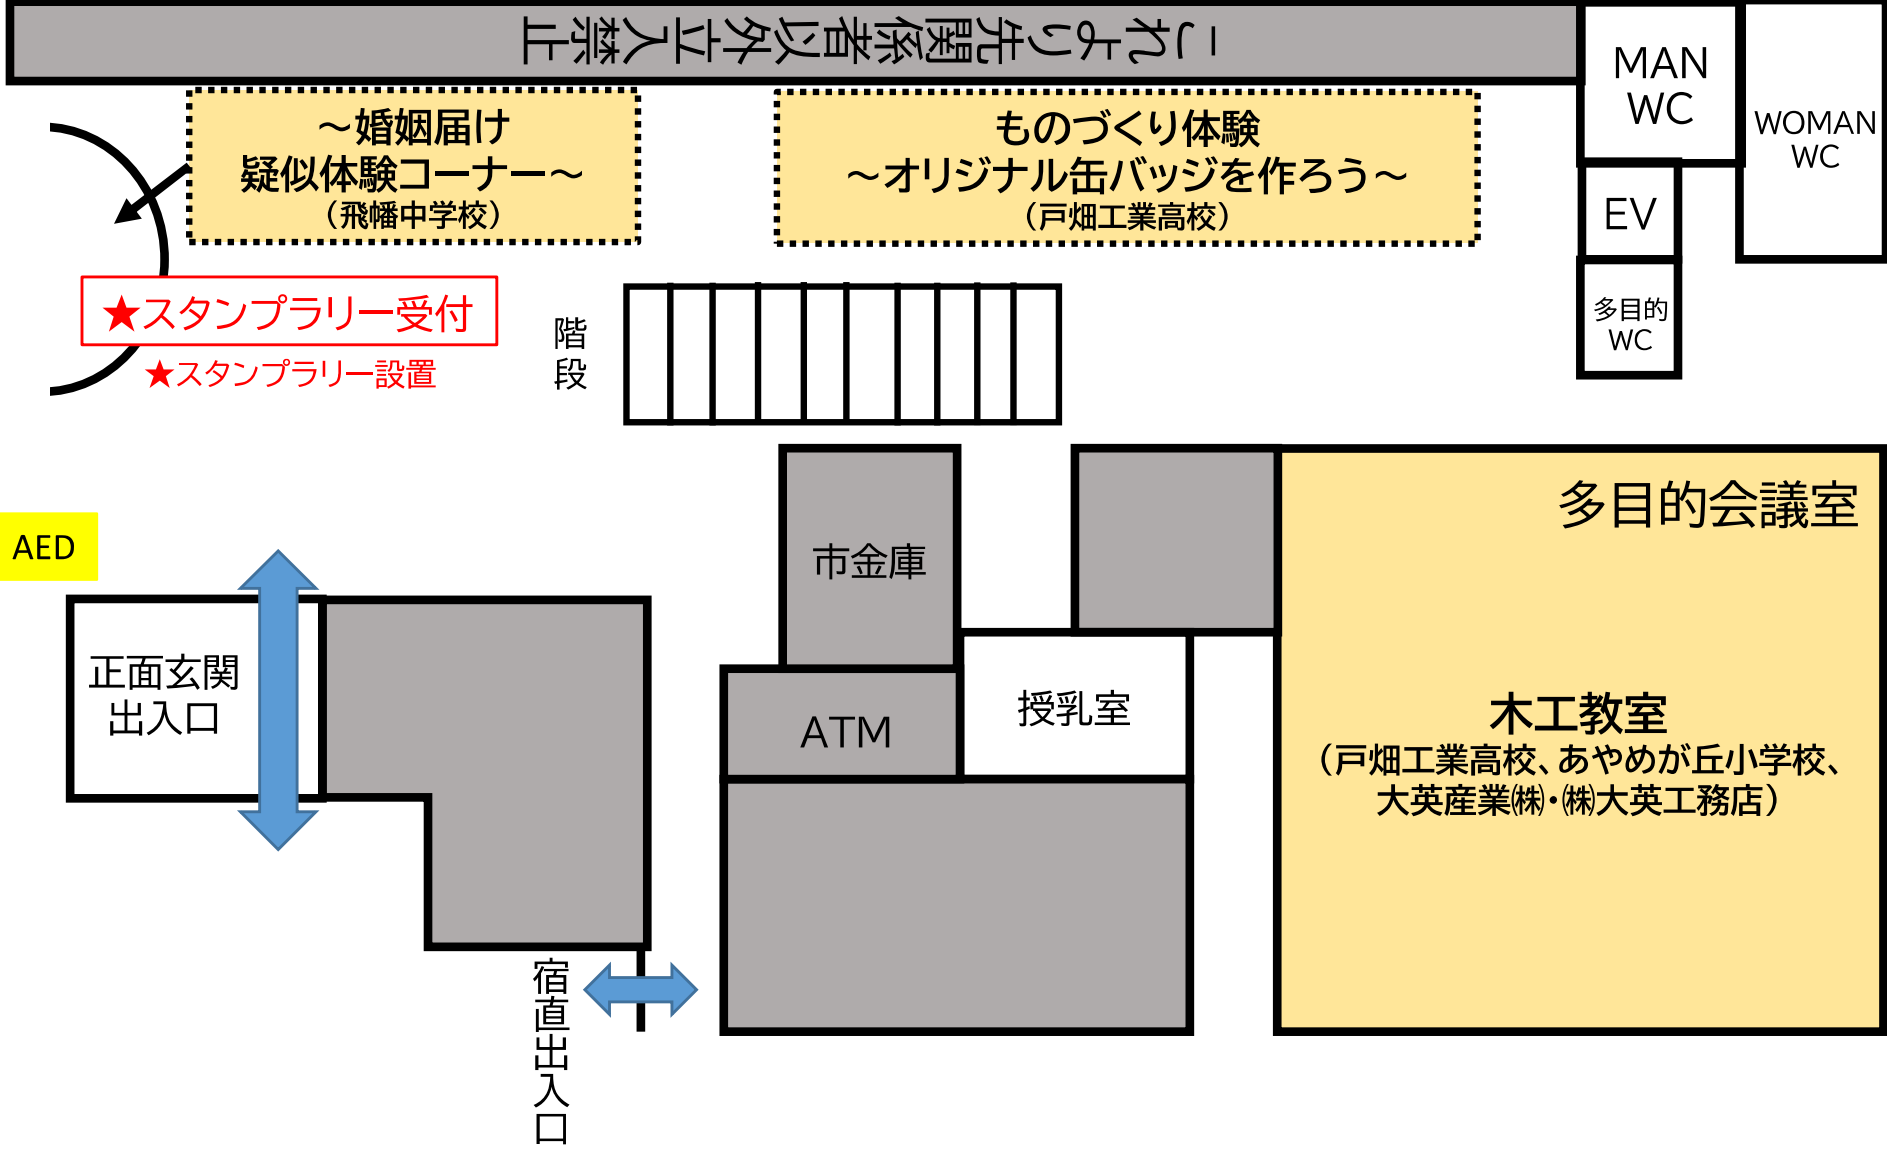 これより先関係者以外立入禁止
MAN
WC
WOMAN
WC
～婚姻届け
疑似体験コーナー～
（飛幡中学校）
ものづくり体験
～オリジナル缶バッジを作ろう～
（戸畑工業高校）
EV
★スタンプラリー受付
★スタンプラリー設置
階段
多目的
WC
多目的会議室
AED
市金庫
正面玄関
出入口
授乳室
ATM
木工教室
（戸畑工業高校、あやめが丘小学校、
大英産業㈱・㈱大英工務店）
宿直出入口